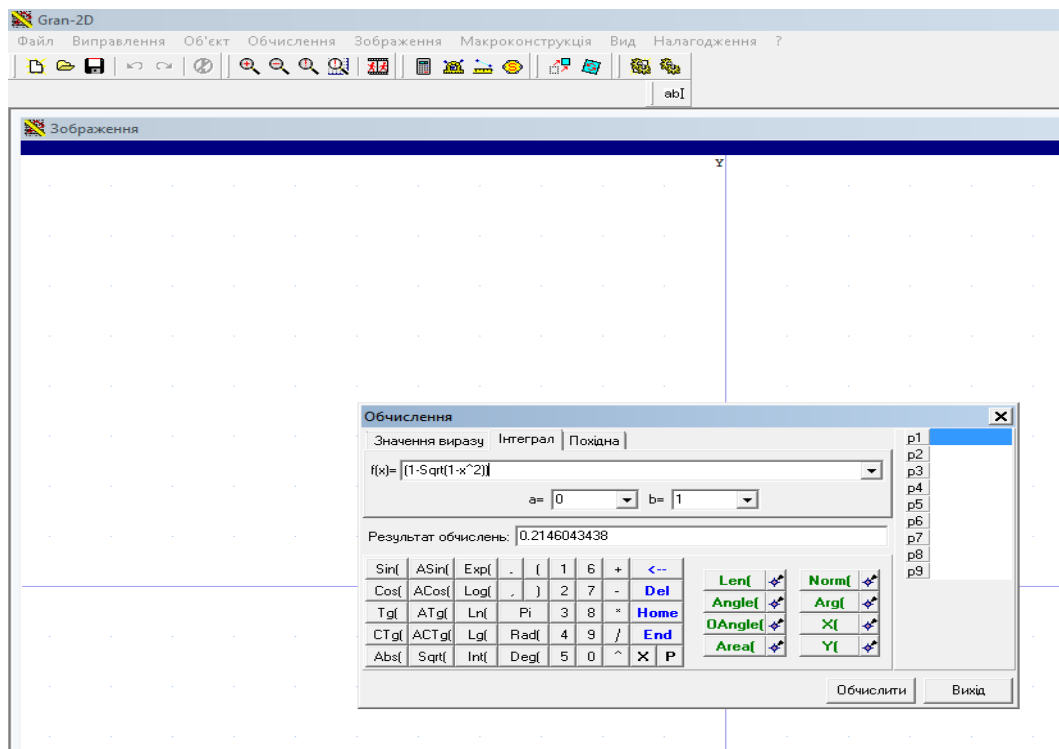 Gran-2D
Файл Виправлення Об'єкт Обчислення Зображення Макроконструкція Вид Налагодження ?
abI
Зображення
Y
Обчислення
Значення виразу Інтеграл Похідна
f(x)= (1-Sqrt(1-x^2))
a= 0 b= 1
Результат обчислень: 0.2146043438
Sin( ASin( Exp( . ( 1 6 + <--
Cos( ACos( Log( , ) 2 7 - Del
Tg( ATg( Ln( Pi 3 8 * Home
CTg( ACTg( Lg( Rad( 4 9 / End
Abs( Sqrt( Int( Deg( 5 0 ^ X P
Len( Norm(
Angle( Arg(
OAngle( X(
Area( Y(
p1
p2
p3
p4
p5
p6
p7
p8
p9
Обчислити Вихід